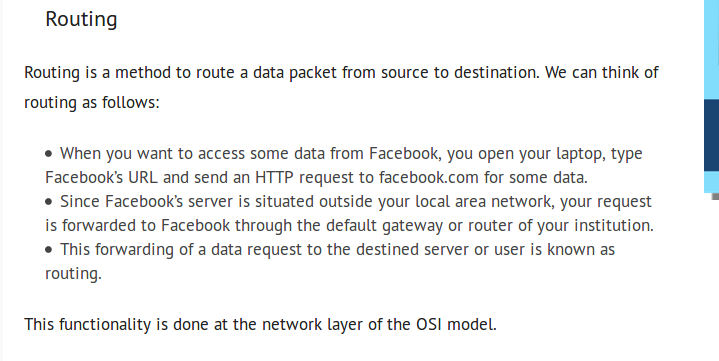 Routing
Routing is a method to route a data packet from source to destination. We can think of
routing as follows:
• When you want to access some data from Facebook, you open your laptop, type
Facebook's URL and send an HTTP request to facebook.com for some data.
• Since Facebook's server is situated outside your local area network, your request
is forwarded to Facebook through the default gateway or router of your institution.
• This forwarding of a data request to the destined server or user is known as
routing.
This functionality is done at the network layer of the OSI model.